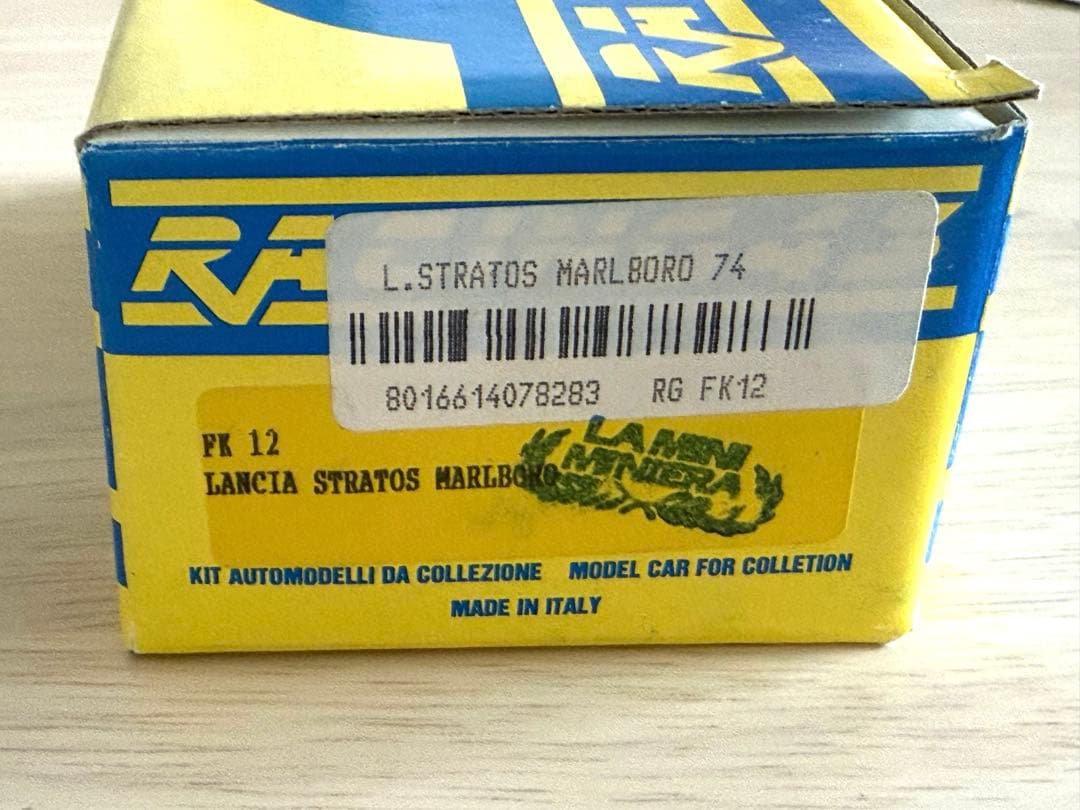 L.STRATOS MARLBORO 74
8016614078283 RG FK12
FK 12
LANCIA STRATOS MARLBORO
LA MINI
MINIERA
KIT AUTOMODELLI DA COLLEZIONE MODEL CAR FOR COLLETION
MADE IN ITALY